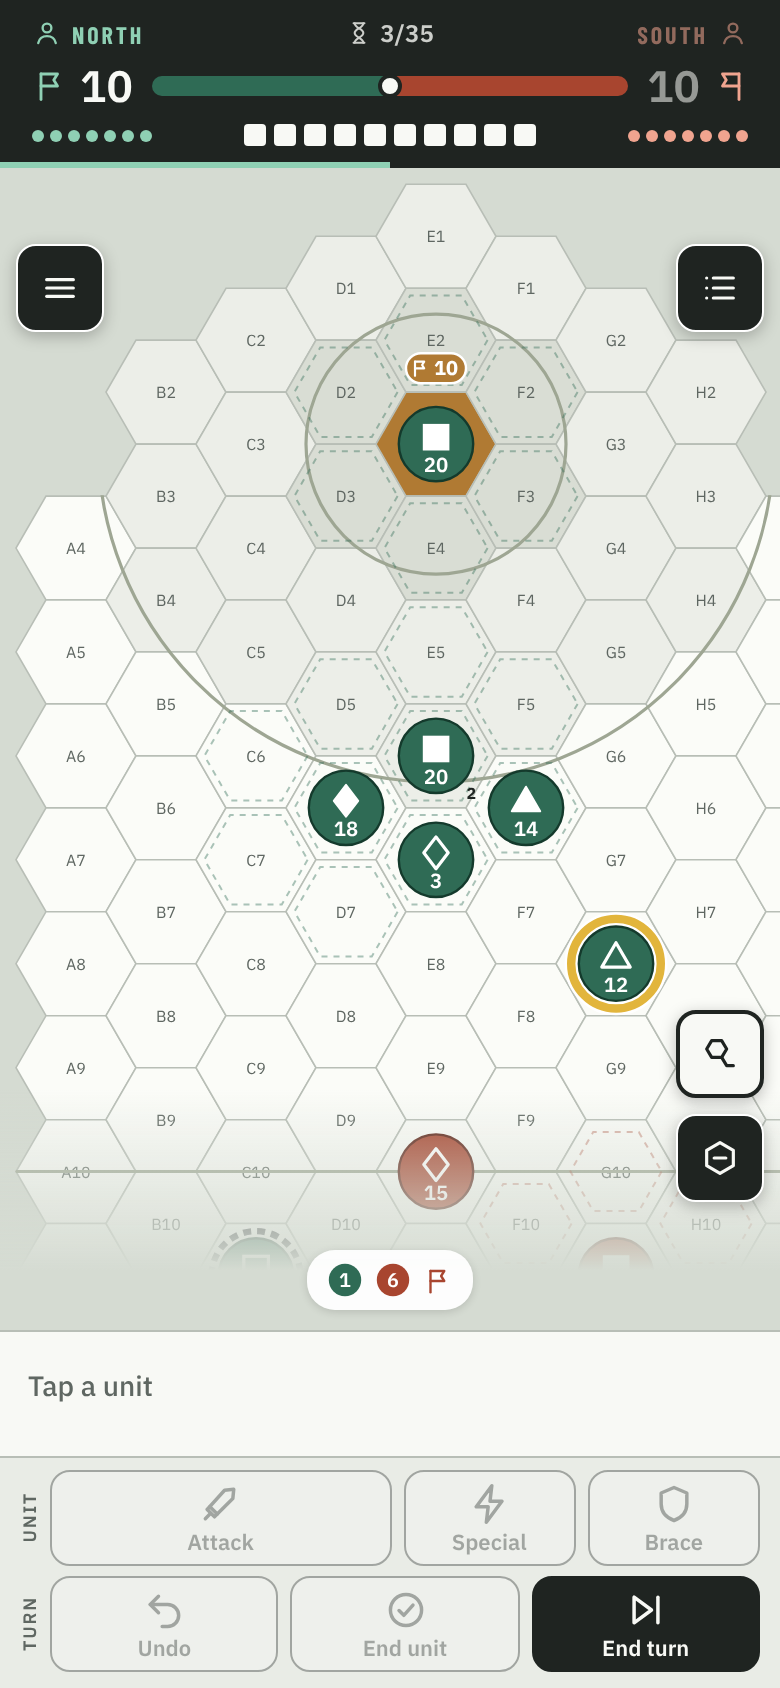 NORTH
3/35
SOUTH
10
10
E1
D1
F1
C2
E2
G2
10
B2
D2
F2
H2
C3
20
G3
B3
D3
F3
H3
A4
C4
E4
G4
B4
D4
F4
H4
A5
C5
E5
G5
B5
D5
F5
H5
A6
C6
20
G6
2
B6
18
14
H6
A7
C7
3
G7
B7
D7
F7
H7
A8
C8
E8
12
B8
D8
F8
A9
C9
E9
G9
B9
D9
F9
A10
C10
15
G10
B10
D10
F10
H10
1
6
Tap a unit
UNIT
Attack
Special
Brace
TURN
Undo
End unit
End turn